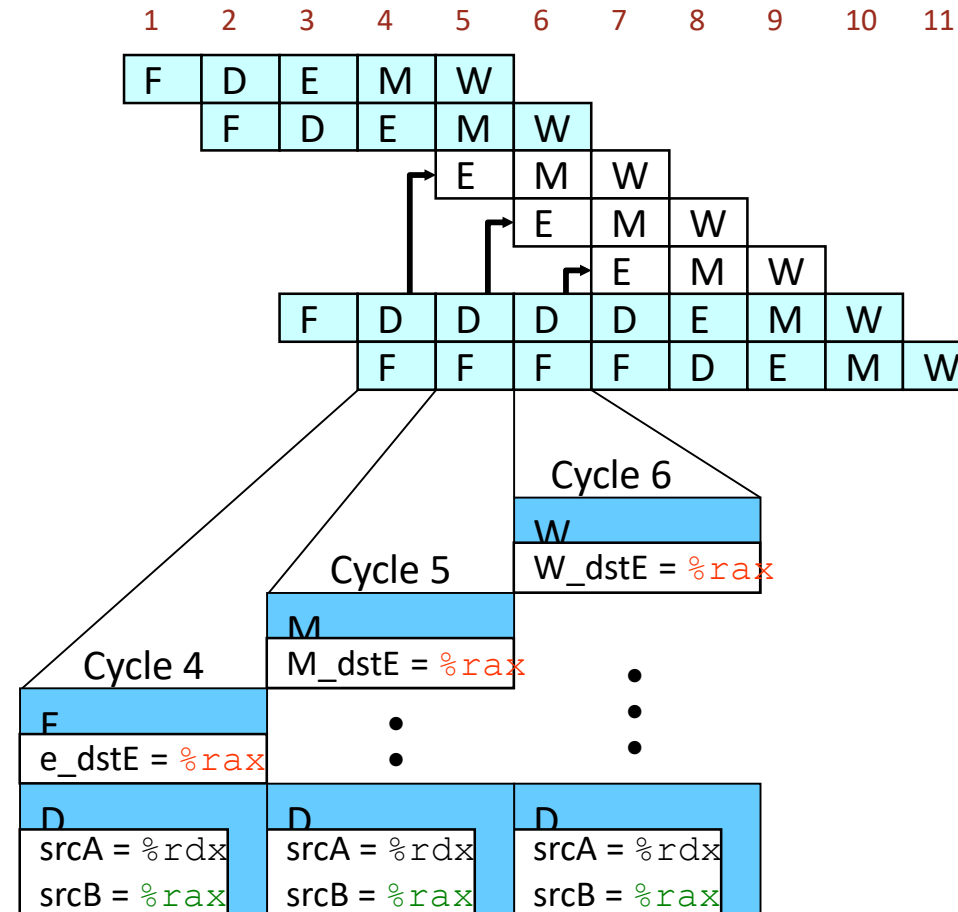 1 2 3 4 5 6 7 8 9 10 11
F D E M W
F D E M W
E M W
E M W
E M W
F D D D D E M W
F F F F D E M W
Cycle 6
W
W_dstE = %rax
Cycle 5
M
M_dstE = %rax
Cycle 4
E
e_dstE = %rax
D D D
srcA = %rdx srcA = %rdx srcA = %rdx
srcB = %rax srcB = %rax srcB = %rax